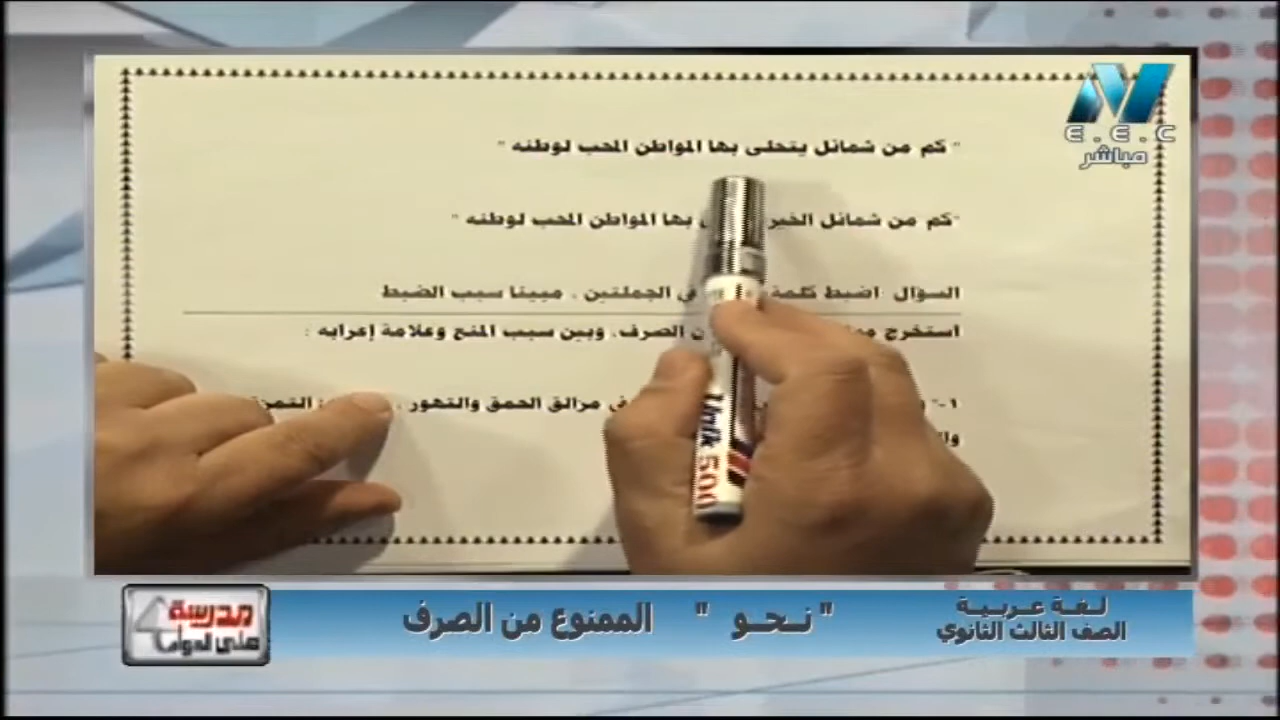 E.E.C
مباشر
" كم من شمائل يتحلى بها المواطن المحب لوطنه "
"كم من شمائل الخير بها المواطن المحب لوطنه "
السؤال اضبط كلمة في الجملتين ، مبينا سبب الضبط
استخرج الصرف، وبين سبب المنع وعلامة إعرابه :
١- " في مزالق الحمق والتهور ،
لغة عربية
الصف الثالث الثانوي
" نحو " الممنوع من الصرف
مدرسة
على الهواء
Unik 500